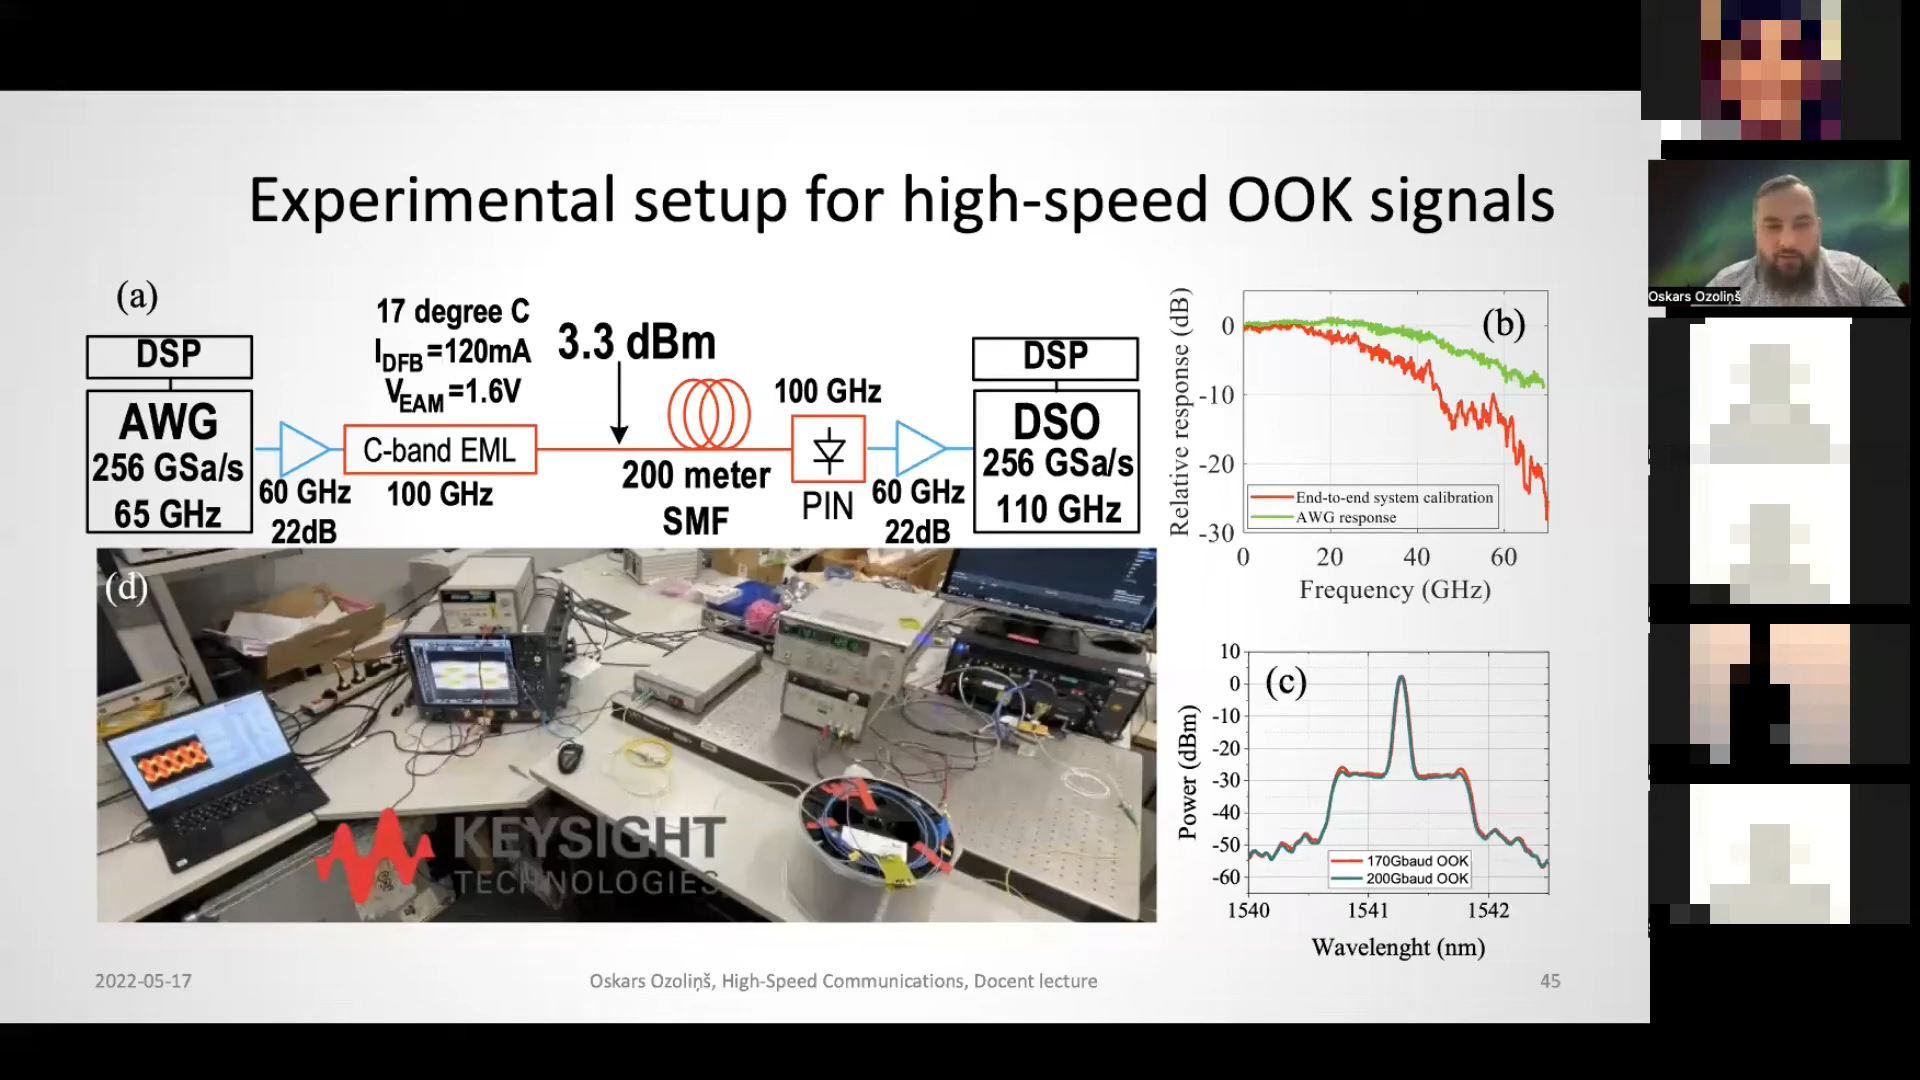 Experimental setup for high-speed OOK signals
(a)
DSP
AWG
256 GSa/s
65 GHz
60 GHz
22dB
17 degree C
IDFB=120mA
VEAM=1.6V
C-band EML
100 GHz
3.3 dBm
200 meter
SMF
100 GHz
PIN
60 GHz
22dB
DSP
DSO
256 GSa/s
110 GHz
(b)
Relative response (dB)
0
-10
-20
-30
End-to-end system calibration
AWG response
0 20 40 60
Frequency (GHz)
(d)
KEYSIGHT
TECHNOLOGIES
(c)
Power (dBm)
10
0
-10
-20
-30
-40
-50
-60
170Gbaud OOK
200Gbaud OOK
1540 1541 1542
Wavelenght (nm)
2022-05-17
Oskars Ozoliņš, High-Speed Communications, Docent lecture
45
Oskars Ozoliņš